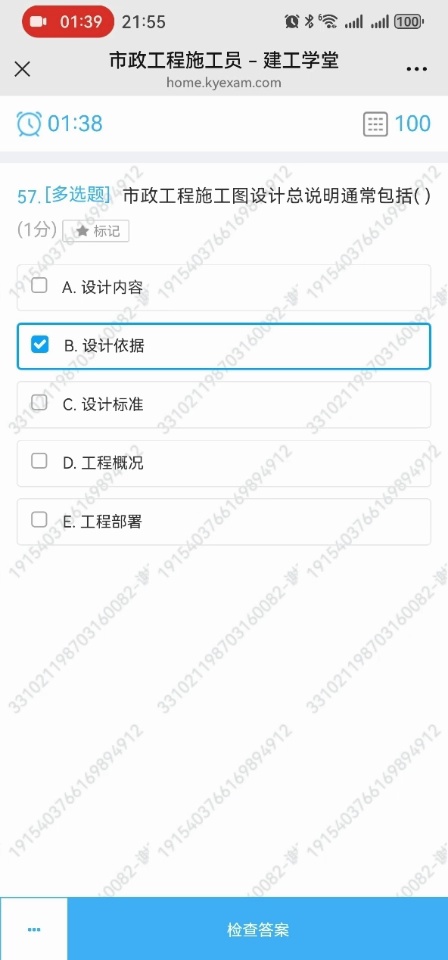 01:39 21:55 100
市政工程施工员 – 建工学堂
home.kyexam.com
01:38 100
57.[多选题] 市政工程施工图设计总说明通常包括( )
(1分) ★ 标记
A. 设计内容
B. 设计依据
C. 设计标准
D. 工程概况
E. 工程部署
检查答案
1915403766169894912
331021198703160082